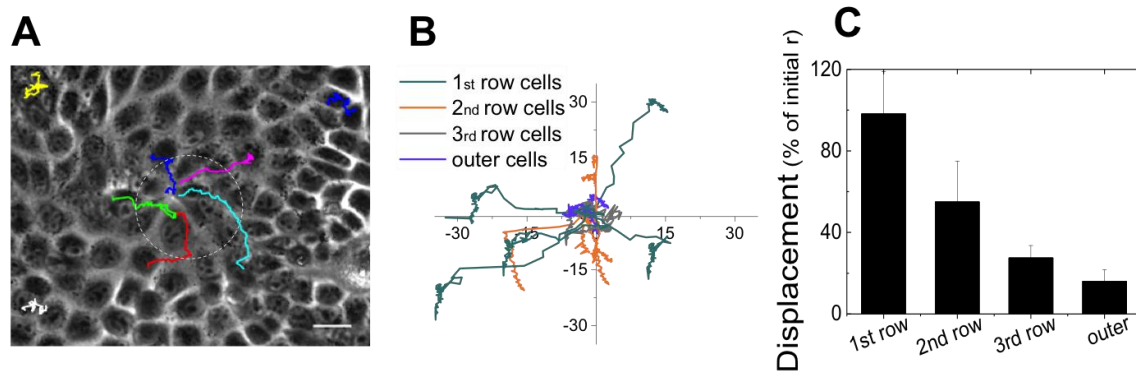 A
B
C
1st row cells
2nd row cells
3rd row cells
outer cells
30
15
-30
-15
15
30
-15
-30
Displacement (% of initial r)
120
80
40
0
1st row
2nd row
3rd row
outer